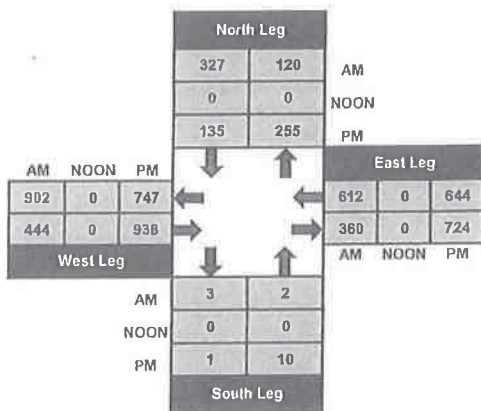 North Leg
327 120 AM
0 0 NOON
135 255 PM
AM NOON PM
East Leg
902 0 747
612 0 644
444 0 938
360 0 724
West Leg
AM NOON PM
AM 3 2
NOON 0 0
PM 1 10
South Leg